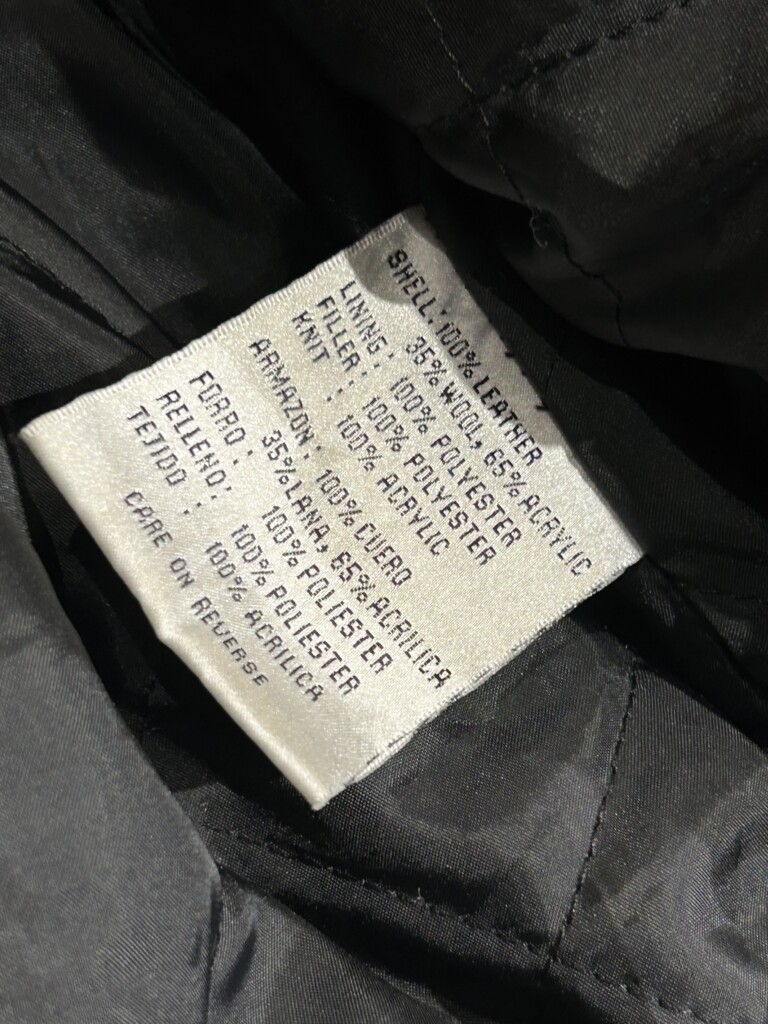 SHELL: 100% LEATHER
35% WOOL, 65% ACRYLIC
LINING: 100% POLYESTER
FILLER: 100% POLYESTER
KNIT : 100% ACRYLIC
ARMAZON: 100% CUERO
35% LANA, 65% ACRILICA
FORRO: 100% POLIESTER
RELLENO: 100% POLIESTER
TEJIDO : 100% ACRILICA
CARE ON REVERSE